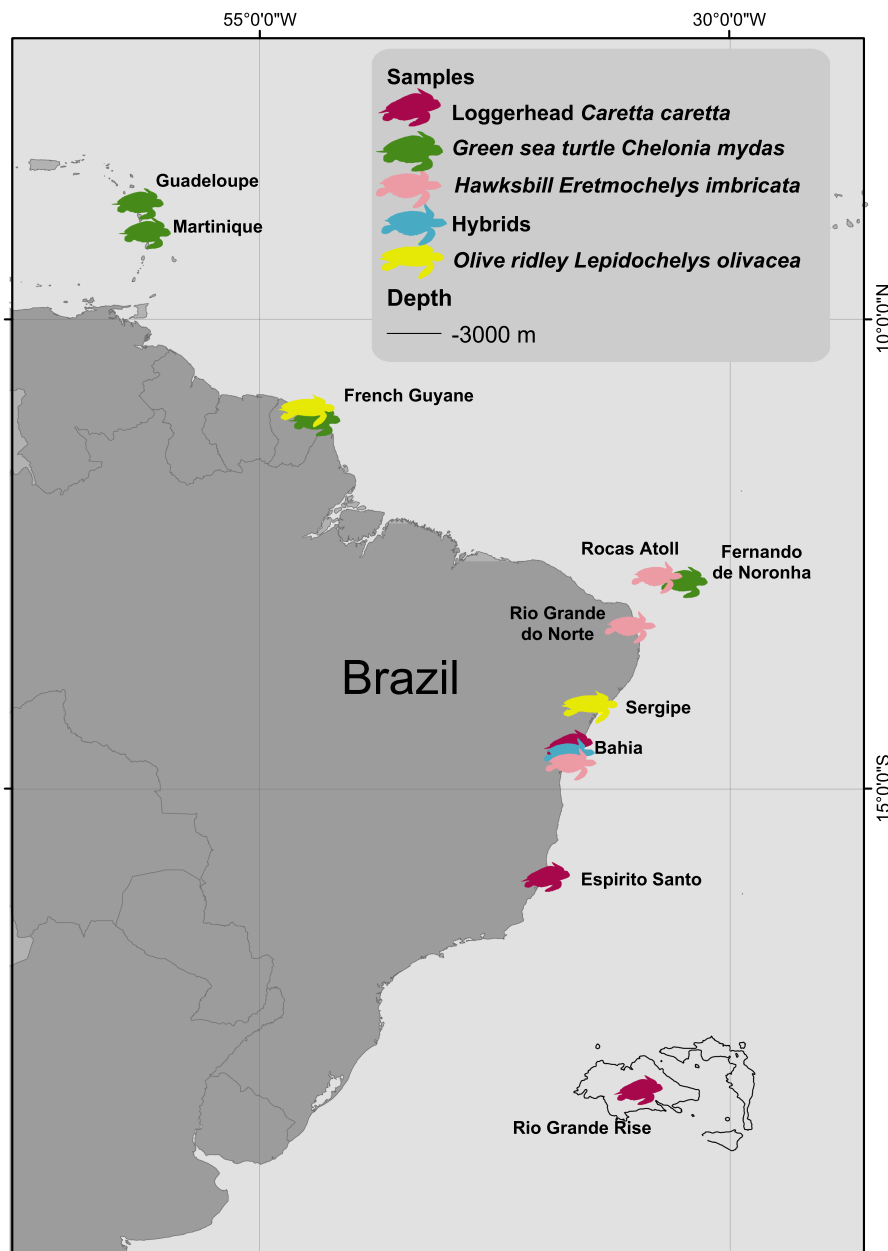 55°0'0"W
30°0'0"W
Samples
Loggerhead Caretta caretta
Green sea turtle Chelonia mydas
Hawksbill Eretmochelys imbricata
Hybrids
Olive ridley Lepidochelys olivacea
Depth
-3000 m
Guadeloupe
Martinique
10°0'0"N
French Guyane
Rocas Atoll
Fernando
de Noronha
Rio Grande
do Norte
Brazil
Sergipe
Bahia
15°0'0"S
Espirito Santo
Rio Grande Rise